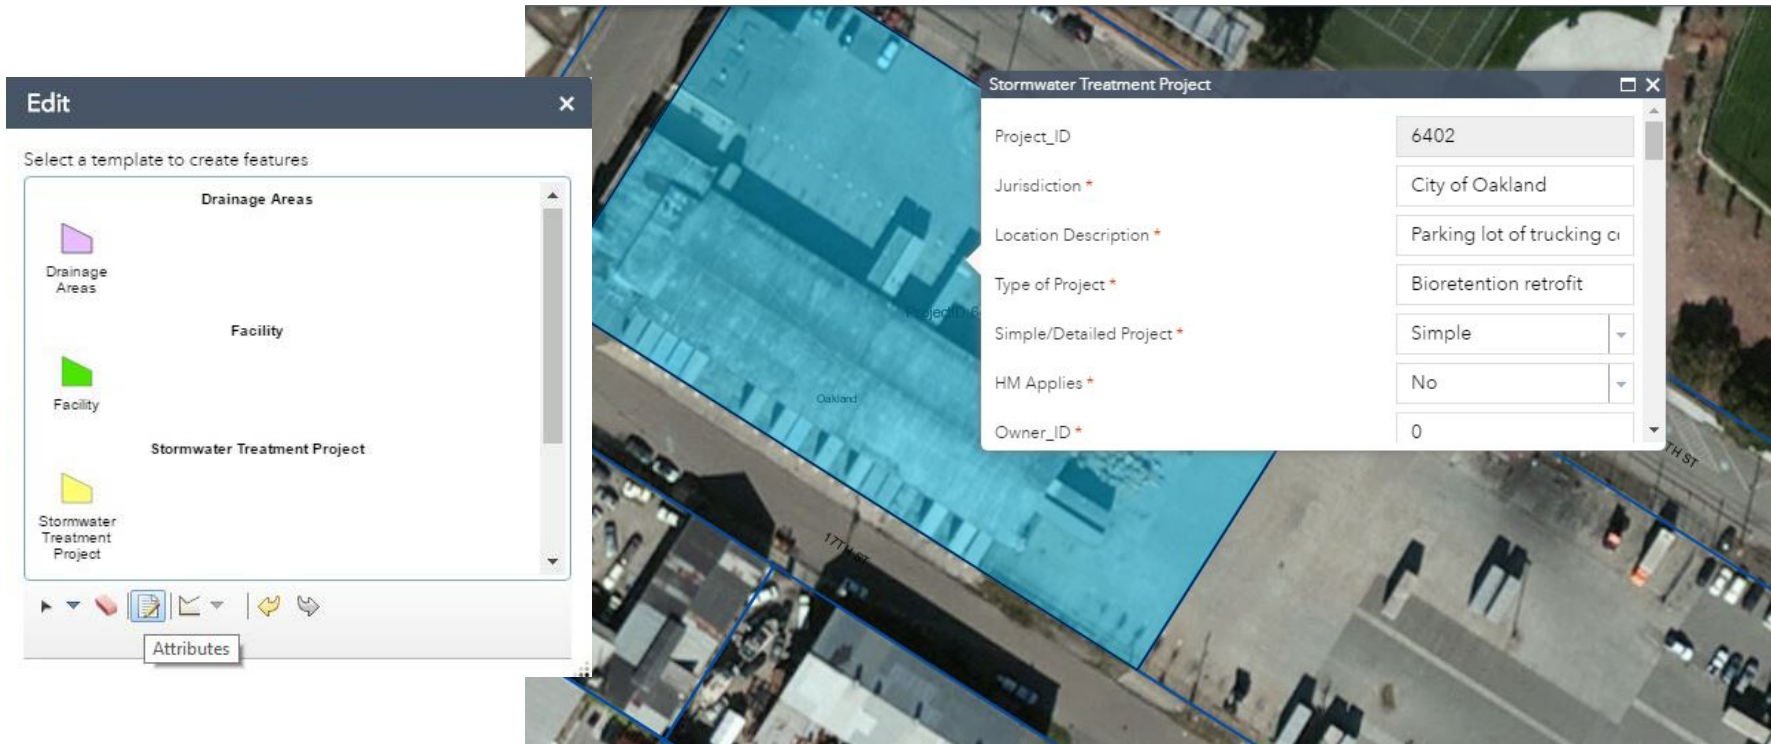 Edit
Select a template to create features
Drainage Areas
Drainage
Areas
Facility
Facility
Stormwater Treatment Project
Stormwater
Treatment
Project
Attributes
Stormwater Treatment Project
Project_ID 6402
Jurisdiction * City of Oakland
Location Description * Parking lot of trucking c
Type of Project * Bioretention retrofit
Simple/Detailed Project * Simple
HM Applies * No
Owner_ID * 0
ProjectID 6
Oakland
17TH ST
TH ST